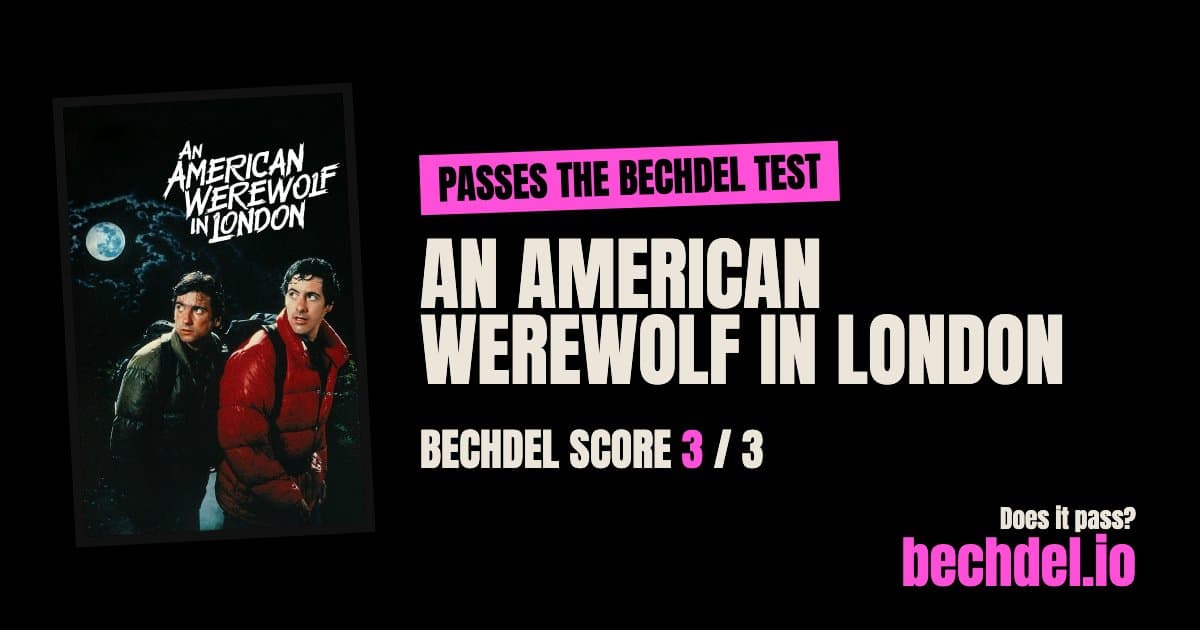 AN
AMERICAN
WEREWOLF
IN LONDON
PASSES THE BECHDEL TEST
AN AMERICAN
WEREWOLF IN LONDON
BECHDEL SCORE 3 / 3
Does it pass?
bechdel.io